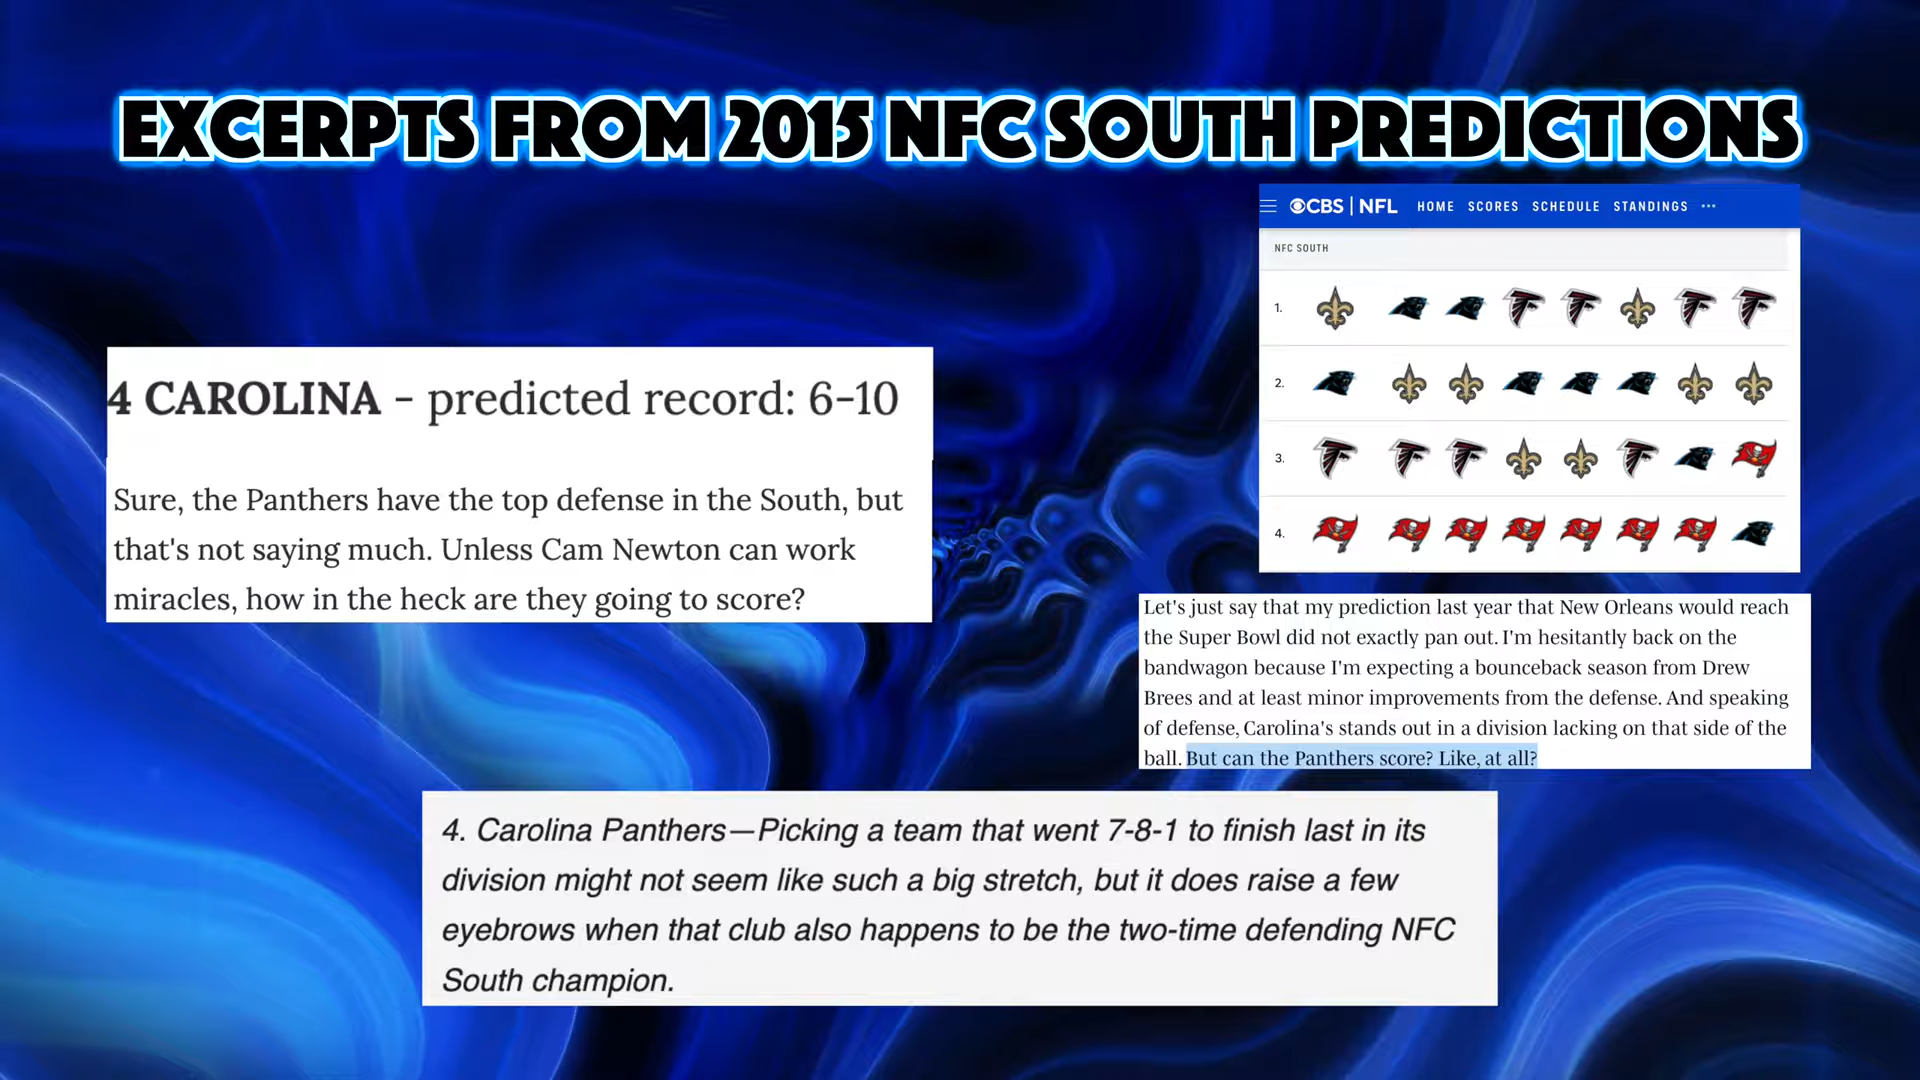 EXCERPTS FROM 2015 NFC SOUTH PREDICTIONS
CBS | NFL HOME SCORES SCHEDULE STANDINGS ...
NFC SOUTH
1.
2.
3.
4.
4 CAROLINA - predicted record: 6-10
Sure, the Panthers have the top defense in the South, but
that's not saying much. Unless Cam Newton can work
miracles, how in the heck are they going to score?
Let's just say that my prediction last year that New Orleans would reach
the Super Bowl did not exactly pan out. I'm hesitantly back on the
bandwagon because I'm expecting a bounceback season from Drew
Brees and at least minor improvements from the defense. And speaking
of defense, Carolina's stands out in a division lacking on that side of the
ball. But can the Panthers score? Like, at all?
4. Carolina Panthers—Picking a team that went 7-8-1 to finish last in its
division might not seem like such a big stretch, but it does raise a few
eyebrows when that club also happens to be the two-time defending NFC
South champion.